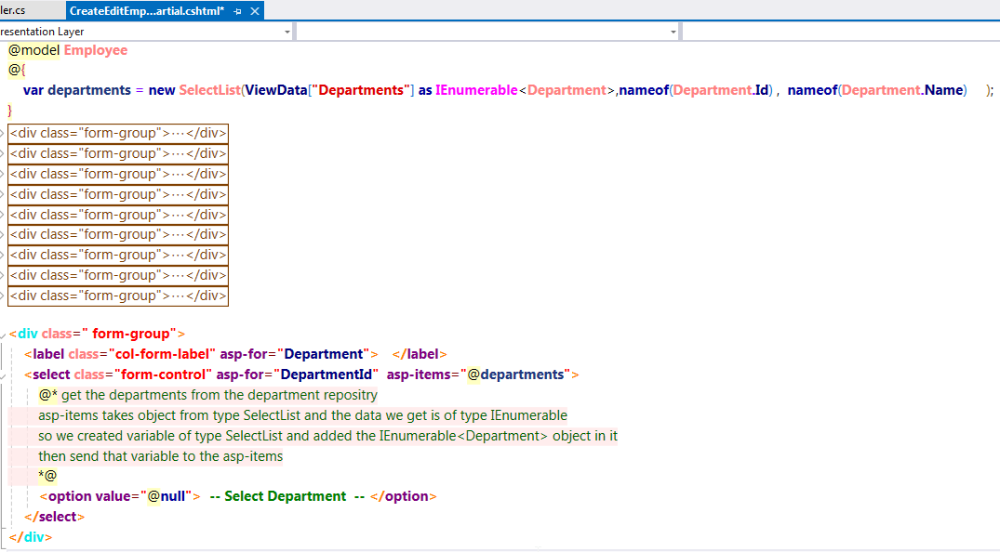 ler.cs
CreateEditEmp...artial.cshtml*
resentation Layer
@model Employee
@{
var departments = new SelectList(ViewData["Departments"] as IEnumerable<Department>,nameof(Department.Id) , nameof(Department.Name) );
}
<div class="form-group">...</div>
<div class="form-group">...</div>
<div class="form-group">...</div>
<div class="form-group">...</div>
<div class="form-group">...</div>
<div class="form-group">...</div>
<div class="form-group">...</div>
<div class="form-group">...</div>
<div class="form-group">...</div>
<div class=" form-group">
<label class="col-form-label" asp-for="Department"> </label>
<select class="form-control" asp-for="DepartmentId" asp-items="@departments">
@* get the departments from the department repositry
asp-items takes object from type SelectList and the data we get is of type IEnumerable
so we created variable of type SelectList and added the IEnumerable<Department> object in it
then send that variable to the asp-items
*@
<option value="@null"> -- Select Department -- </option>
</select>
</div>